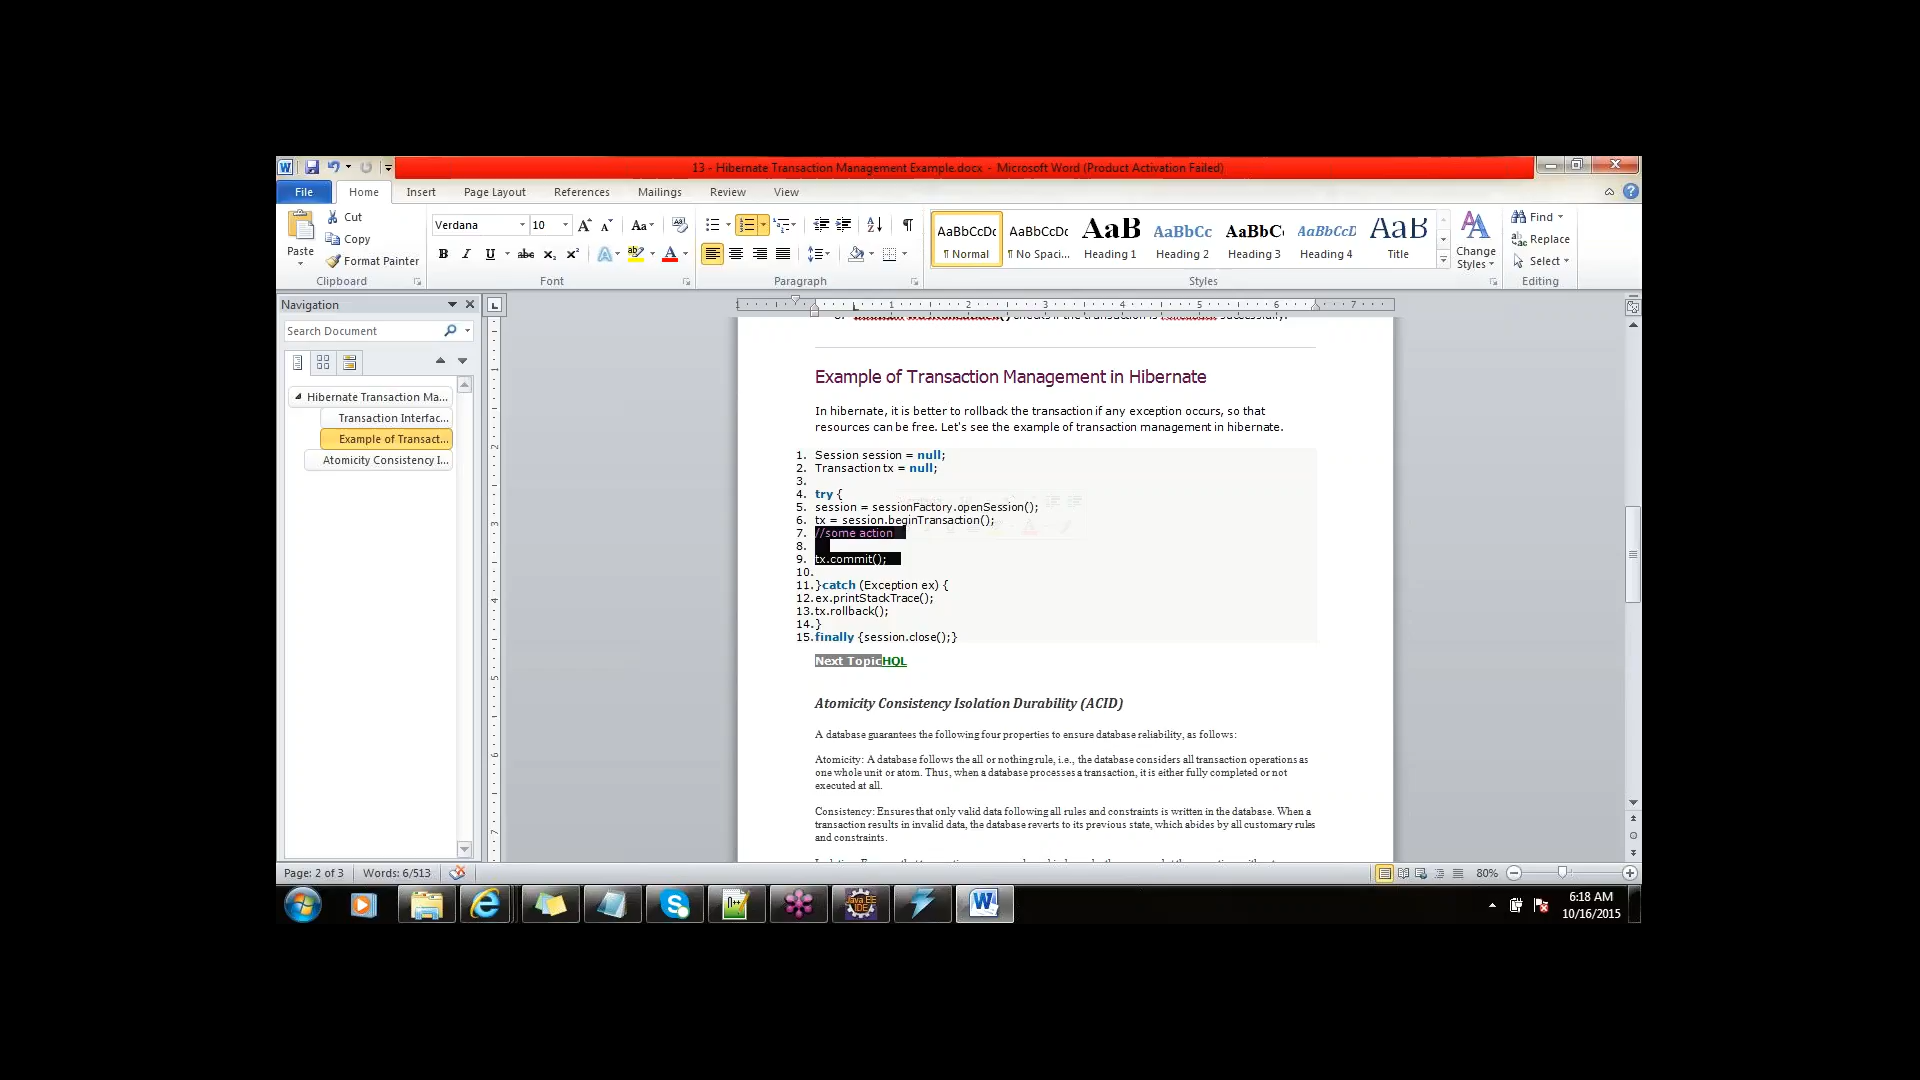 13 - Hibernate Transaction Management Example.docx - Microsoft Word (Product Activation Failed)
File Home Insert Page Layout References Mailings Review View
Paste
Cut
Copy
Format Painter
Clipboard
Verdana 10
Font
Paragraph
AaBbCcDc AaBbCcDc AaB AaBbCc AaBbC AaBbCcD AaB
¶ Normal ¶ No Spaci... Heading 1 Heading 2 Heading 3 Heading 4 Title
Change Styles
Styles
Find
Replace
Select
Editing
Navigation
Search Document
Hibernate Transaction Ma...
Transaction Interfac...
Example of Transact...
Atomicity Consistency I...
checks if the transaction is successfully.
Example of Transaction Management in Hibernate
In hibernate, it is better to rollback the transaction if any exception occurs, so that
resources can be free. Let's see the example of transaction management in hibernate.
1. Session session = null;
2. Transaction tx = null;
3.
4. try {
5. session = sessionFactory.openSession();
6. tx = session.beginTransaction();
7. //some action
8.
9. tx.commit();
10.
11. }catch (Exception ex) {
12. ex.printStackTrace();
13. tx.rollback();
14. }
15. finally {session.close();}
Next TopicHQL
Atomicity Consistency Isolation Durability (ACID)
A database guarantees the following four properties to ensure database reliability, as follows:
Atomicity: A database follows the all or nothing rule, i.e., the database considers all transaction operations as
one whole unit or atom. Thus, when a database processes a transaction, it is either fully completed or not
executed at all.
Consistency: Ensures that only valid data following all rules and constraints is written in the database. When a
transaction results in invalid data, the database reverts to its previous state, which abides by all customary rules
and constraints.
Page: 2 of 3 Words: 6/513 80%
Java EE
IDE
6:18 AM
10/16/2015